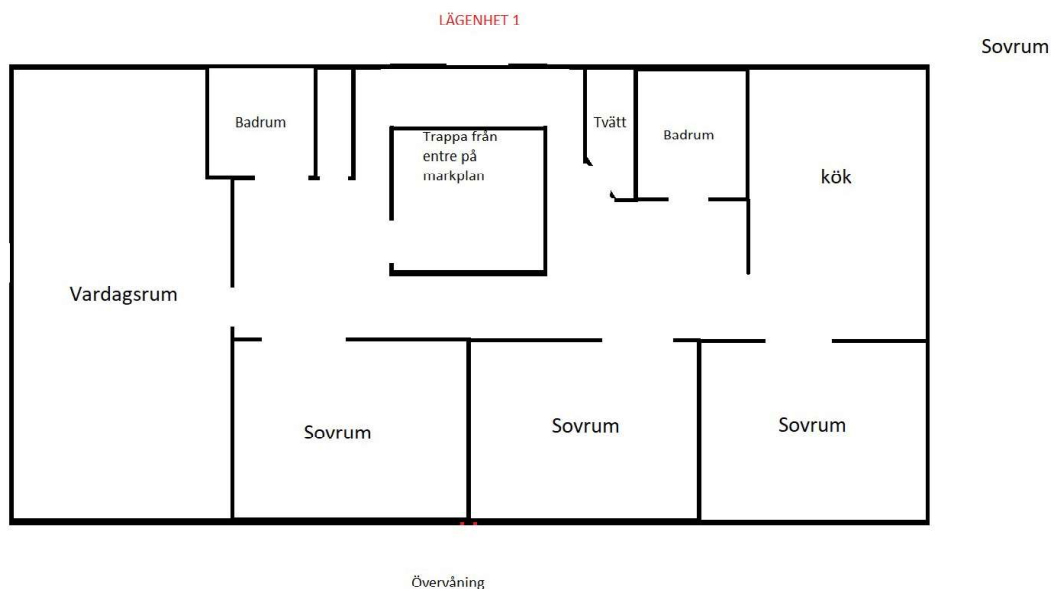 LÄGENHET 1
Sovrum
Badrum
Trappa från
entre på
markplan
Tvätt
Badrum
kök
Vardagsrum
Sovrum
Sovrum
Sovrum
Övervåning